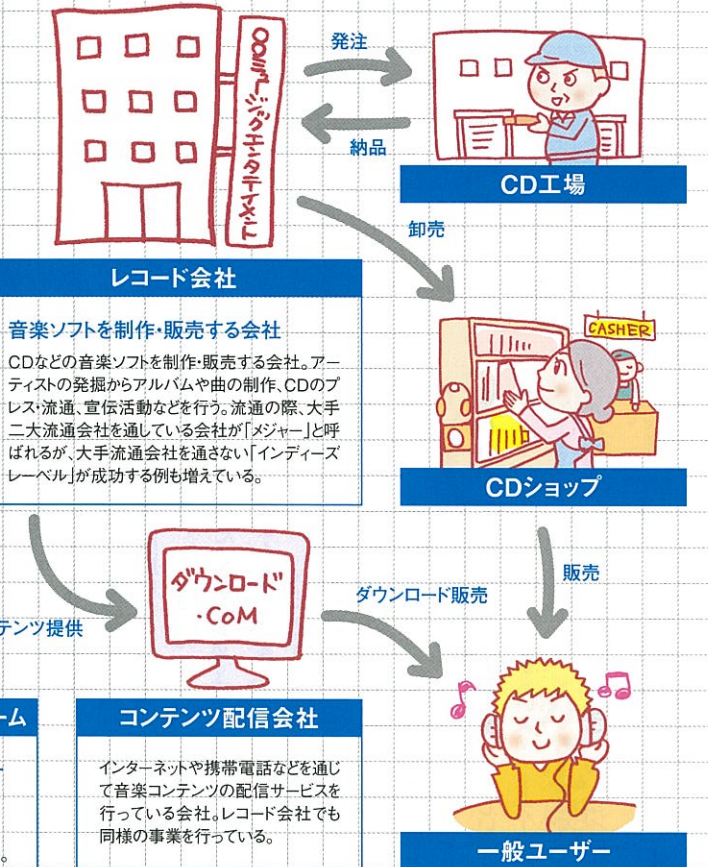 〇〇ミュージックエンタテイメント
発注
納品
CD工場
卸売
レコード会社
音楽ソフトを制作・販売する会社
CDなどの音楽ソフトを制作・販売する会社。アー
ティストの発掘からアルバムや曲の制作、CDのプ
レス・流通、宣伝活動などを行う。流通の際、大手
二大流通会社を通している会社が「メジャー」と呼
ばれるが、大手流通会社を通さない「インディーズ
レーベル」が成功する例も増えている。
CASHER
CDショップ
ダウンロード
.COM
ダウンロード販売
販売
テンツ提供
ーム
コンテンツ配信会社
インターネットや携帯電話などを通じ
て音楽コンテンツの配信サービスを
行っている会社。レコード会社でも
同様の事業を行っている。
。
一般ユーザー